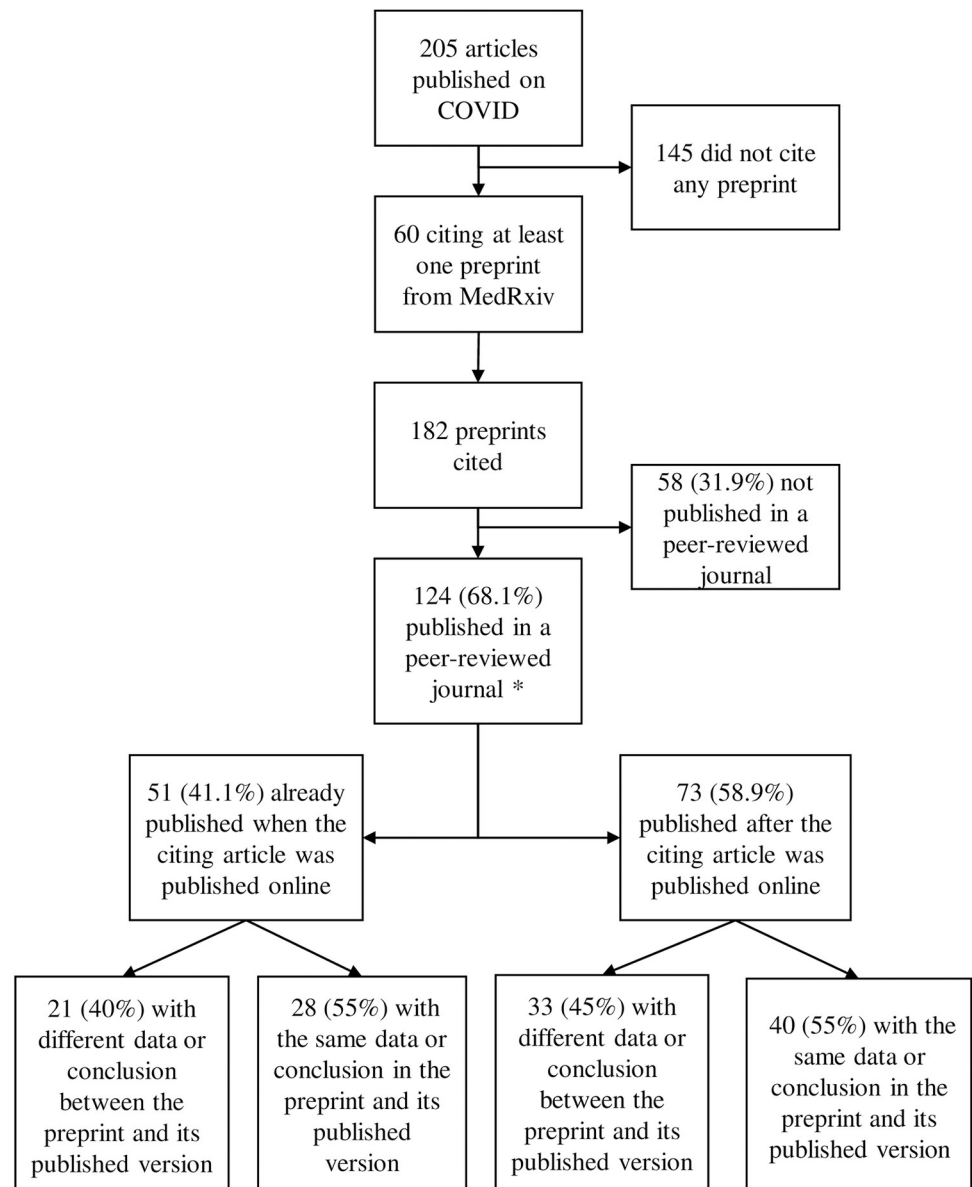 205 articles
published on
COVID
145 did not cite
any preprint
60 citing at least
one preprint
from MedRxiv
182 preprints
cited
58 (31.9%) not
published in a
peer-reviewed
journal
124 (68.1%)
published in a
peer-reviewed
journal *
51 (41.1%) already
published when the
citing article was
published online
73 (58.9%)
published after the
citing article was
published online
21 (40%) with
different data or
conclusion
between the
preprint and its
published version
28 (55%) with
the same data or
conclusion in the
preprint and its
published
version
33 (45%) with
different data or
conclusion
between the
preprint and its
published version
40 (55%) with the
same data or
conclusion in the
preprint and its
published version